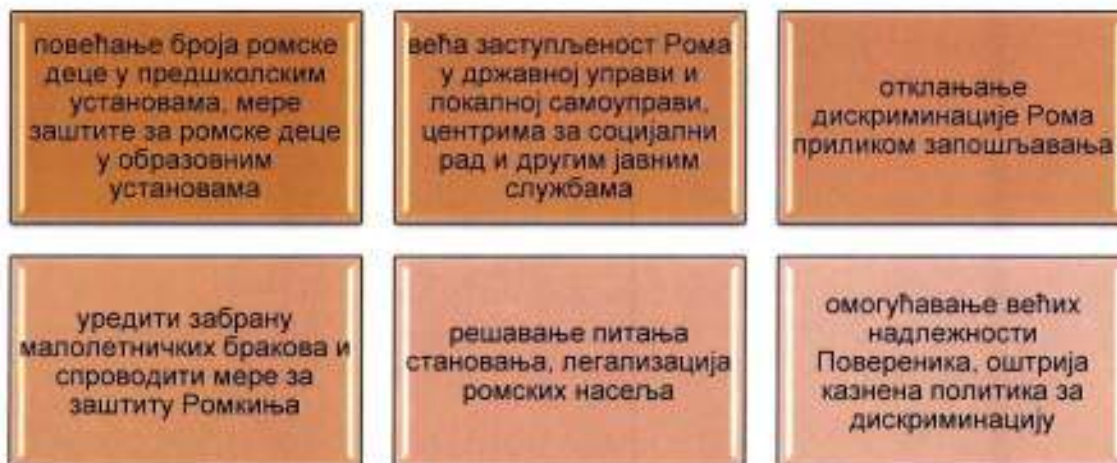 повећање броја ромске
деце у предшколским
установама, мере
заштите за ромске деце
у образовним
установама
већа заступљеност Рома
у државној управи и
локалној самоуправи,
центрима за социјални
рад и другим јавним
службама
отклањање
дискриминације Рома
приликом запошљавања
уредити забрану
малолетничких бракова и
спроводити мере за
заштиту Ромкиња
решавање питања
становања, легализација
ромских насеља
омогућавање већих
надлежности
Повереника, оштрија
казнена политика за
дискриминацију